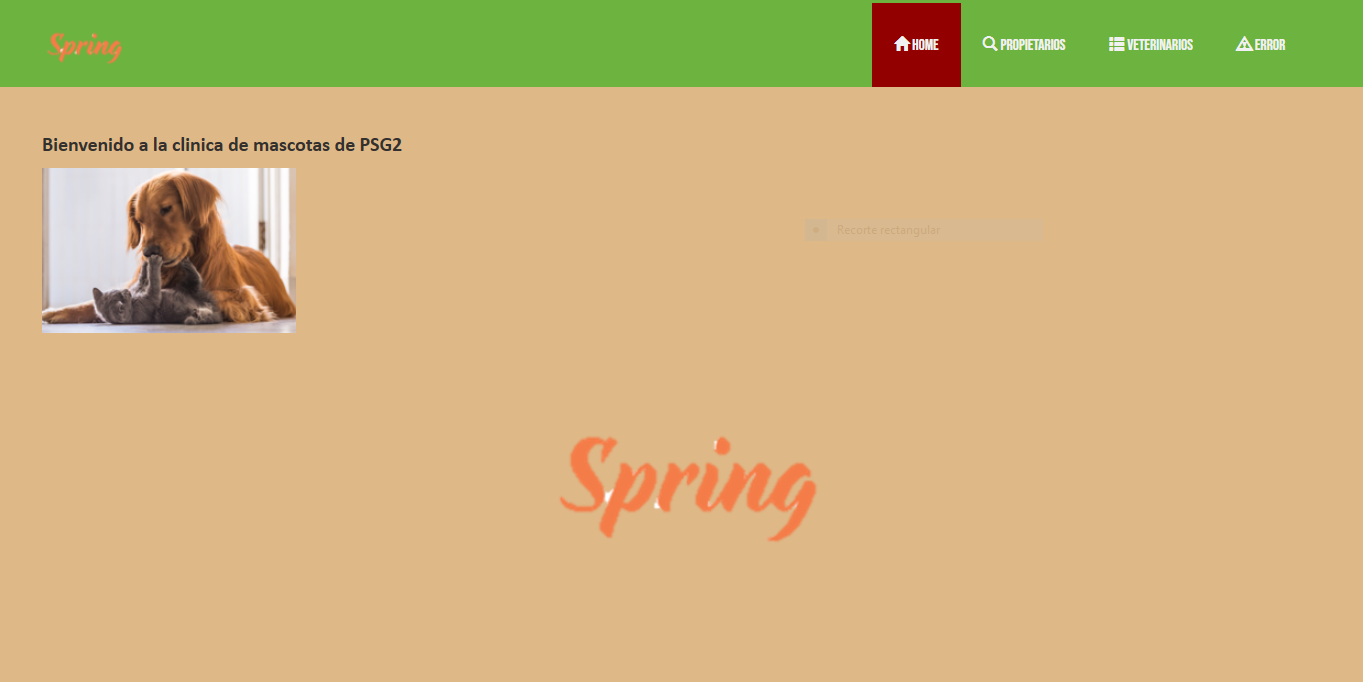 Spring
HOME
PROPIETARIOS
VETERINARIOS
ERROR
Bienvenido a la clinica de mascotas de PSG2
Recorte rectangular
Spring